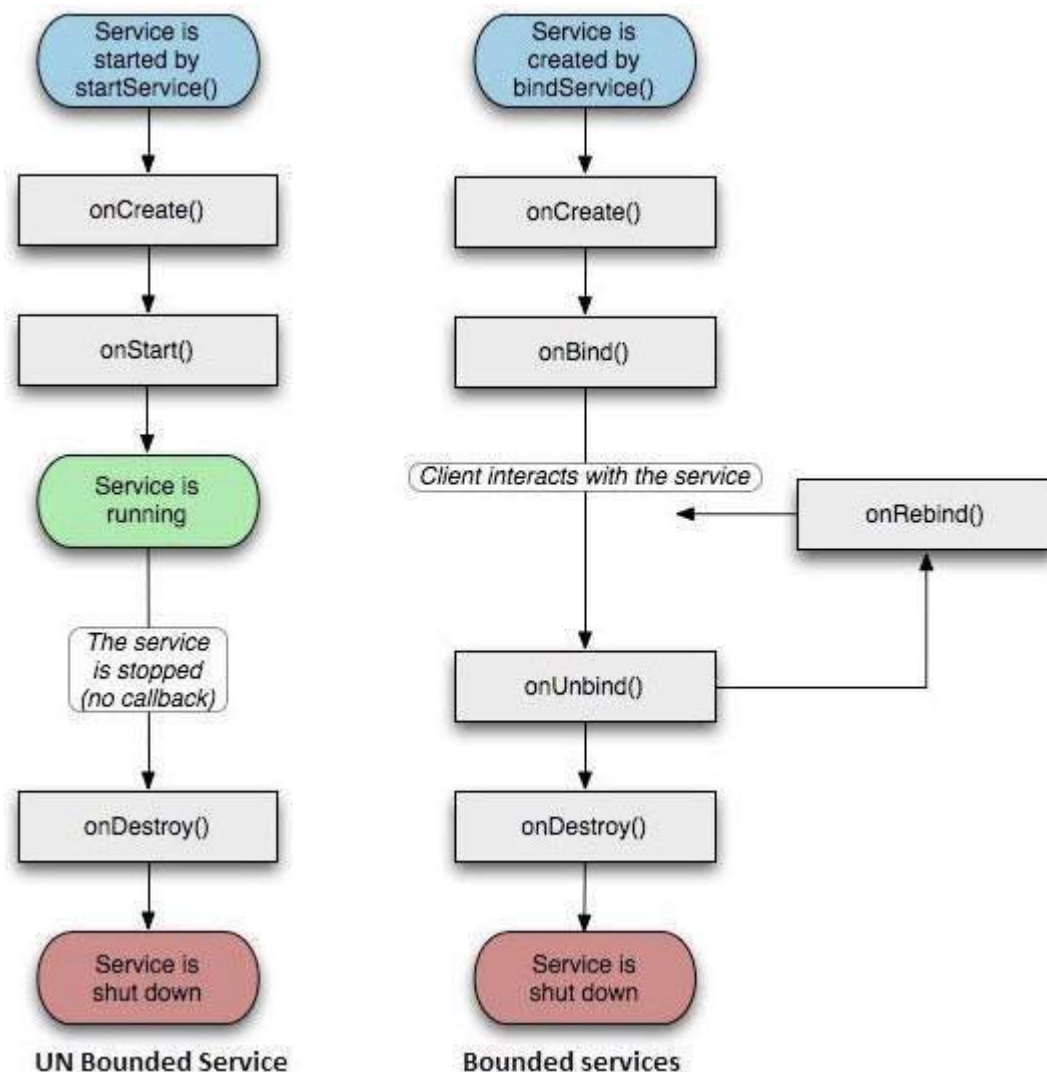 Service is
started by
startService()
onCreate()
onStart()
Service is
running
The service
is stopped
(no callback)
onDestroy()
Service is
shut down
UN Bounded Service
Service is
created by
bindService()
onCreate()
onBind()
Client interacts with the service
onRebind()
onUnbind()
onDestroy()
Service is
shut down
Bounded services